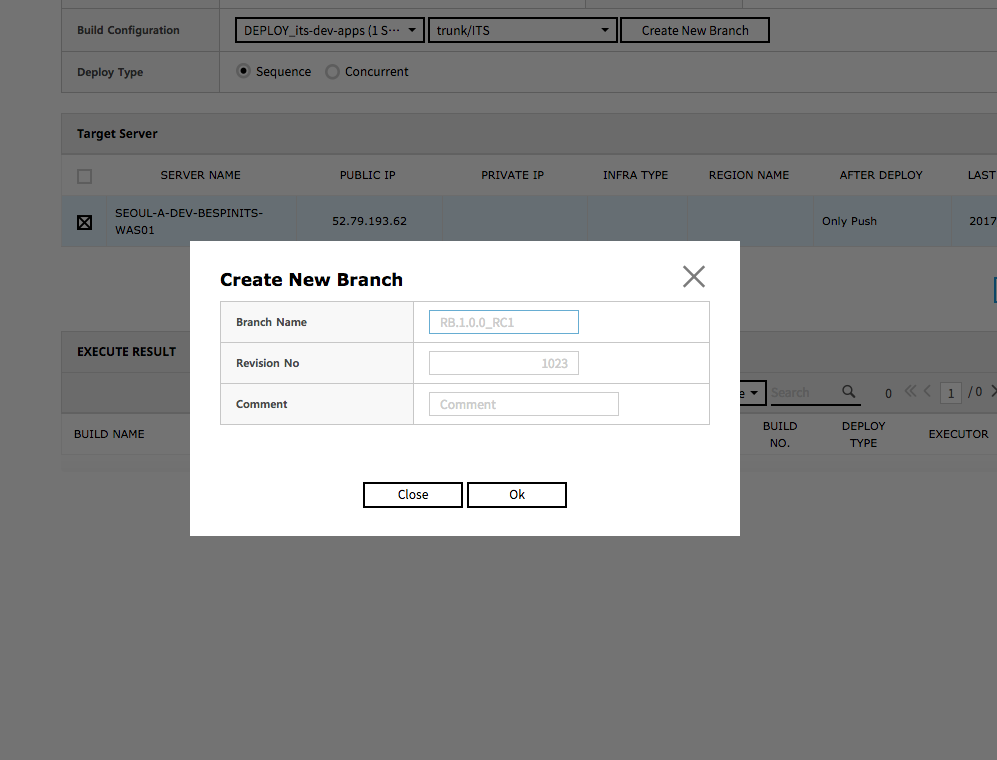 Build Configuration
DEPLOY_its-dev-apps (1 S···
trunk/ITS
Create New Branch
Deploy Type
Sequence
Concurrent
Target Server
SERVER NAME
PUBLIC IP
PRIVATE IP
INFRA TYPE
REGION NAME
AFTER DEPLOY
LAST
SEOUL-A-DEV-BESPINITS-
WAS01
52.79.193.62
Only Push
2017
Create New Branch
Branch Name
RB.1.0.0_RC1
Revision No
1023
Comment
Comment
Close
Ok
EXECUTE RESULT
e
Search
0
1
/ 0
BUILD NAME
BUILD
NO.
DEPLOY
TYPE
EXECUTOR